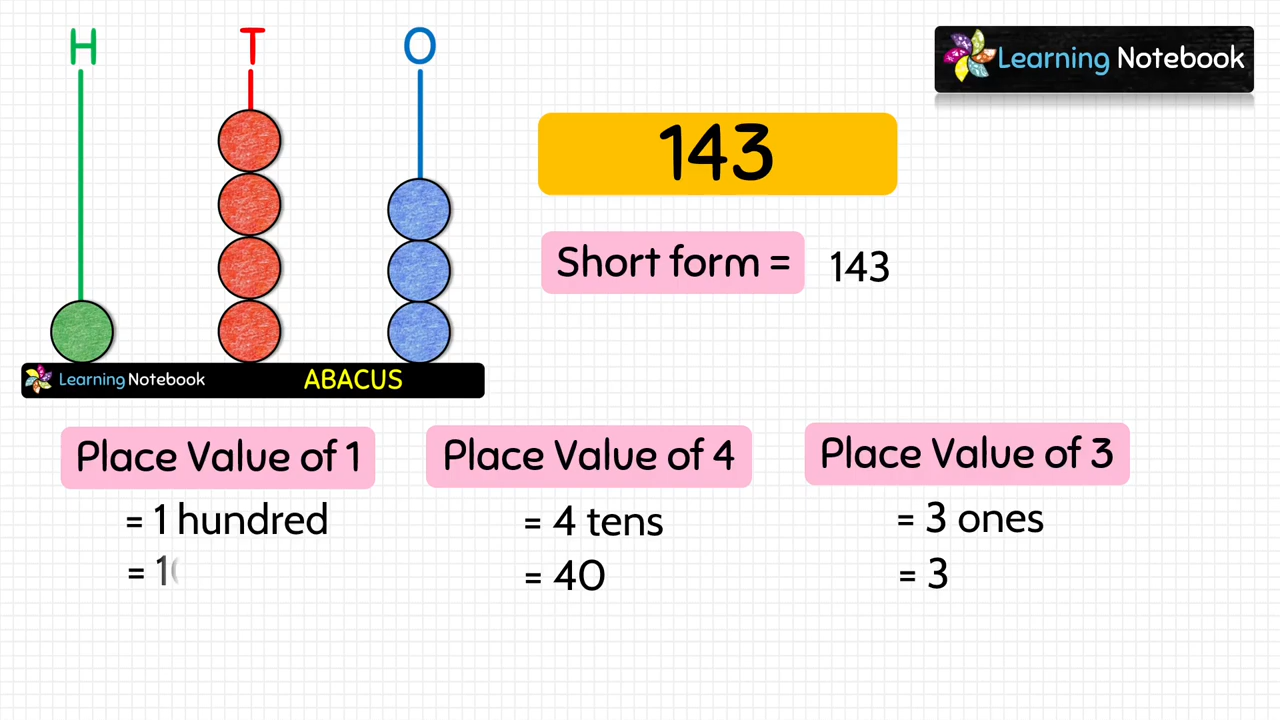 H T O
Learning Notebook
143
Short form = 143
Learning Notebook ABACUS
Place Value of 1 Place Value of 4 Place Value of 3
= 1 hundred = 4 tens = 3 ones
= 1 = 40 = 3